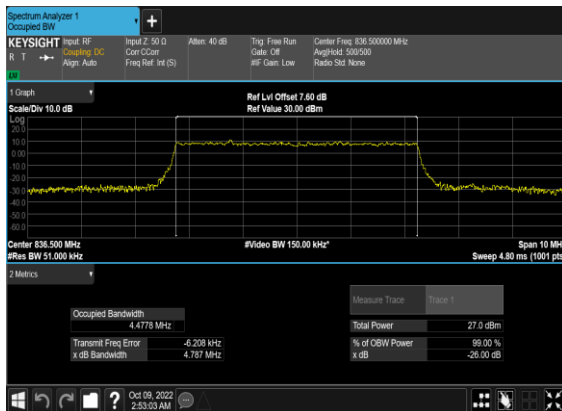 Spectrum Analyzer 1
Occupied BW
KEYSIGHT Input: RF Input Z: 50 Ω Atten: 40 dB Trig: Free Run Center Freq: 836.500000 MHz
R T Coupling: DC Corr CCorr Gate: Off Avg|Hold: 500/500
Align: Auto Freq Ref: Int (S) #IF Gain: Low Radio Std: None
LXI
1 Graph
Scale/Div 10.0 dB
Ref Lvl Offset 7.60 dB
Ref Value 30.00 dBm
Log
20.0
10.0
0.00
-10.0
-20.0
-30.0
-40.0
-50.0
-60.0
Center 836.500 MHz #Video BW 150.00 kHz* Span 10 MH
#Res BW 51.000 kHz Sweep 4.80 ms (1001 pts
2 Metrics
Measure Trace Trace 1
Occupied Bandwidth
4.4778 MHz
Total Power 27.0 dBm
Transmit Freq Error -6.208 kHz % of OBW Power 99.00 %
x dB Bandwidth 4.787 MHz x dB -26.00 dB
?
Oct 09, 2022
2:53:03 AM